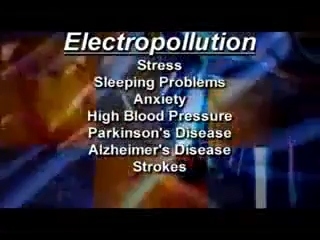 Electropollution
Stress
Sleeping Problems
Anxiety
High Blood Pressure
Parkinson's Disease
Alzheimer's Disease
Strokes